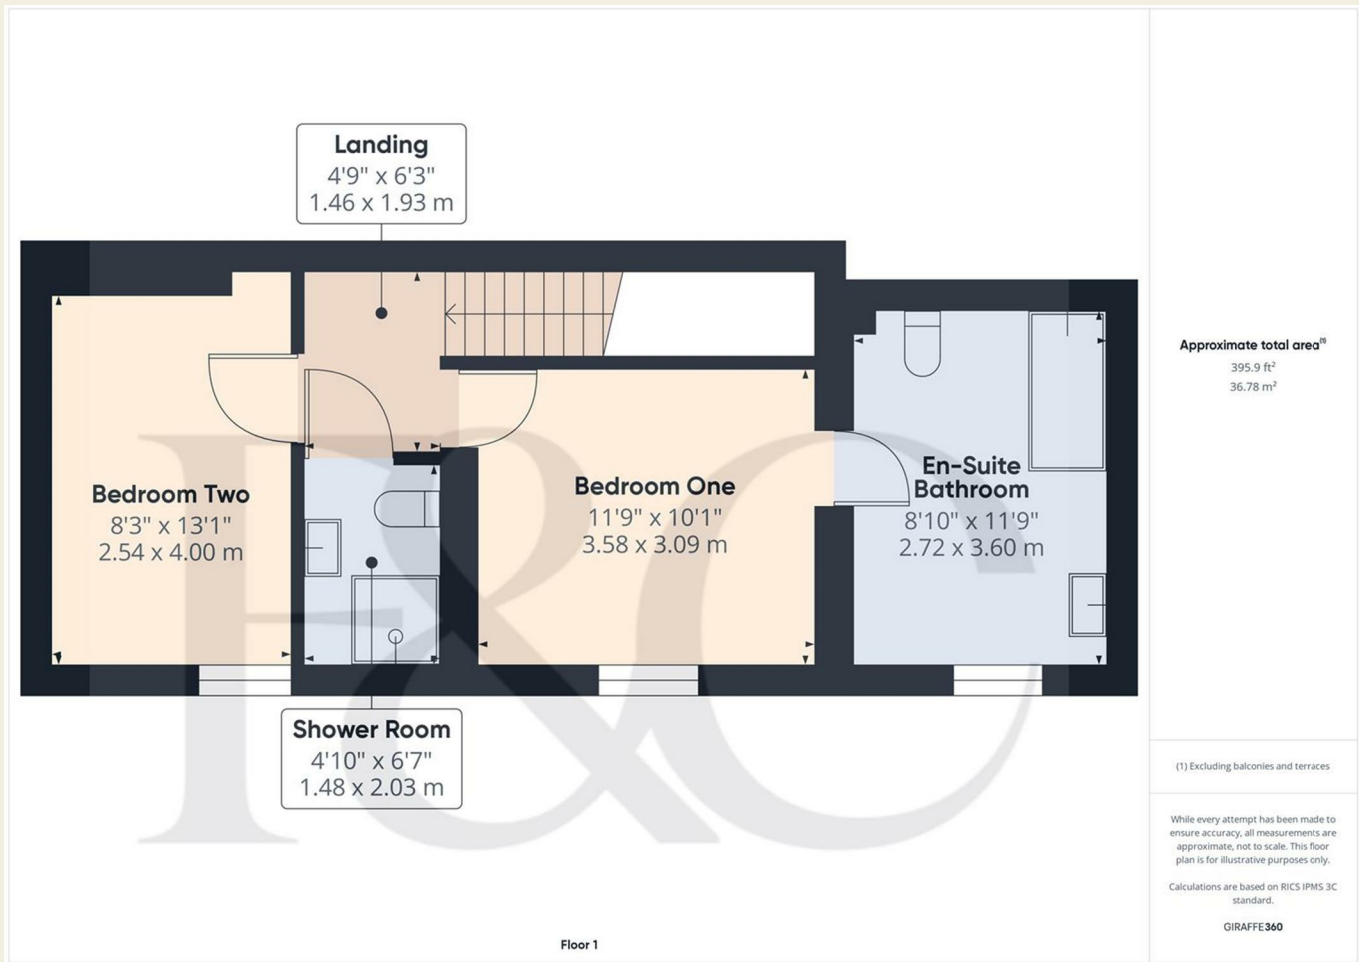 Landing
4'9" x 6'3"
1.46 x 1.93 m
Bedroom Two
8'3" x 13'1"
2.54 x 4.00 m
Bedroom One
11'9" x 10'1"
3.58 x 3.09 m
En-Suite
Bathroom
8'10" x 11'9"
2.72 x 3.60 m
Shower Room
4'10" x 6'7"
1.48 x 2.03 m
F&C
Floor 1
Approximate total area(1)
395.9 ft²
36.78 m²
(1) Excluding balconies and terraces
While every attempt has been made to
ensure accuracy, all measurements are
approximate, not to scale. This floor
plan is for illustrative purposes only.
Calculations are based on RICS IPMS 3C
standard.
GIRAFFE360